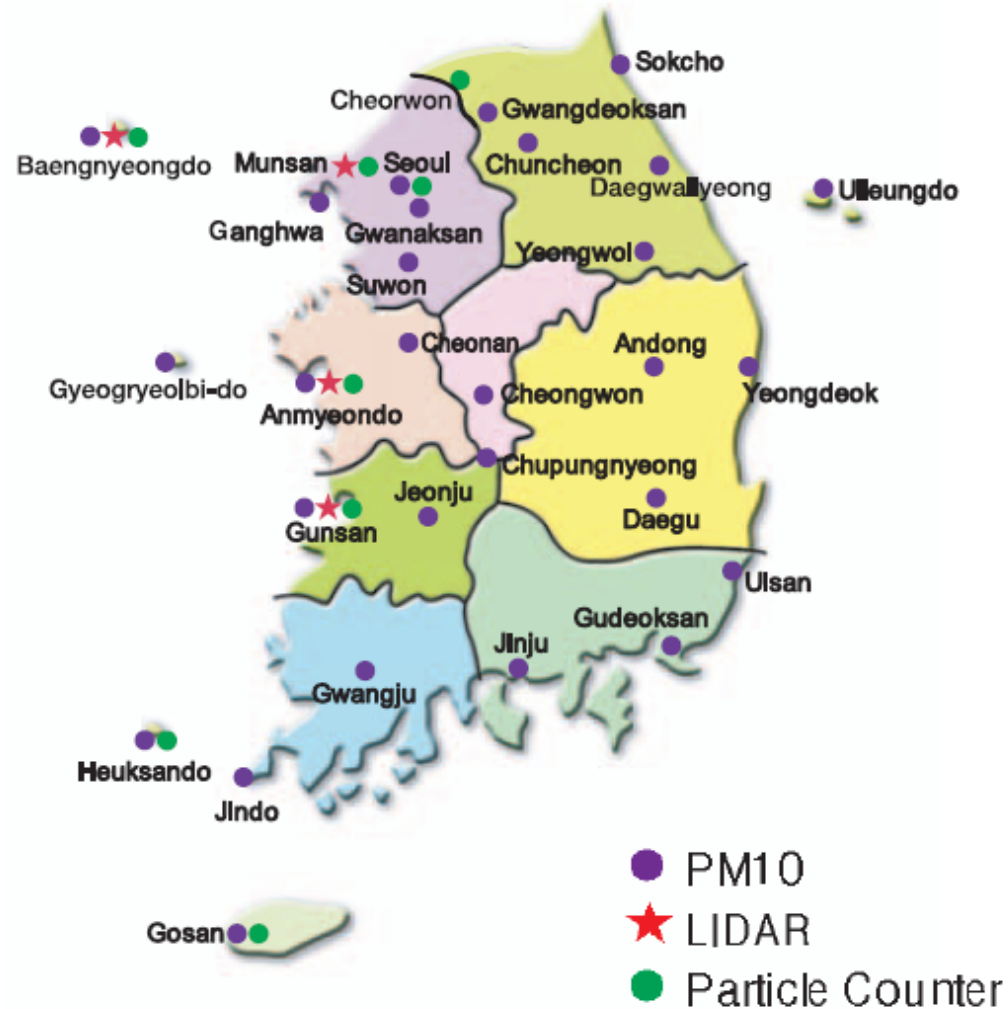 Sokcho
Cheorwon
Gwangdeoksan
Baengnyeongdo
Munsan
Seoul
Chuncheon
Daegwallyeong
Ulleungdo
Ganghwa
Gwanaksan
Yeongwol
Suwon
Cheonan
Andong
Gyeogryeolbi-do
Anmyeondo
Cheongwon
Yeongdeok
Chupungnyeong
Jeonju
Gunsan
Daegu
Ulsan
Gudeoksan
Jinju
Gwangju
Heuksando
Jindo
Gosan
PM10
LIDAR
Particle Counter